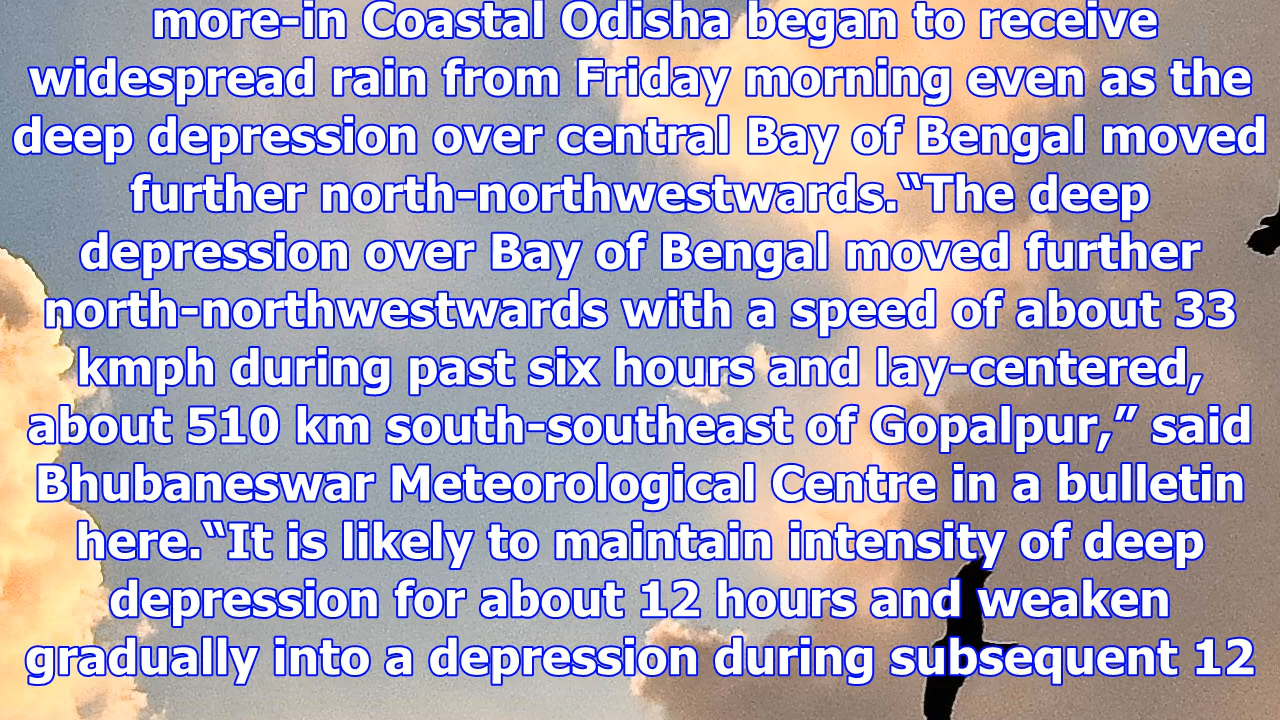 more-in Coastal Odisha began to receive
widespread rain from Friday morning even as the
deep depression over central Bay of Bengal moved
further north-northwestwards.“The deep
depression over Bay of Bengal moved further
north-northwestwards with a speed of about 33
kmph during past six hours and lay-centered,
about 510 km south-southeast of Gopalpur,” said
Bhubaneswar Meteorological Centre in a bulletin
here.“It is likely to maintain intensity of deep
depression for about 12 hours and weaken
gradually into a depression during subsequent 12